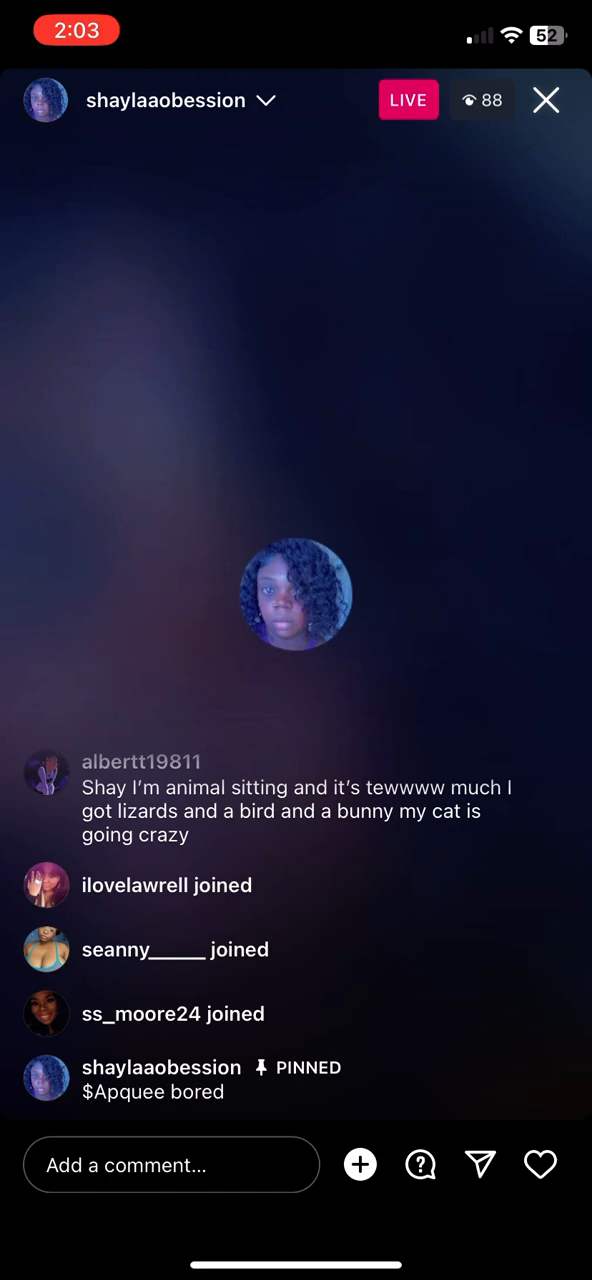 2:03
52
shaylaaobession
LIVE
88
albertt19811
Shay I’m animal sitting and it’s tewwww much I
got lizards and a bird and a bunny my cat is
going crazy
ilovelawrell joined
seanny_____ joined
ss_moore24 joined
shaylaaobession PINNED
$Apquee bored
Add a comment...